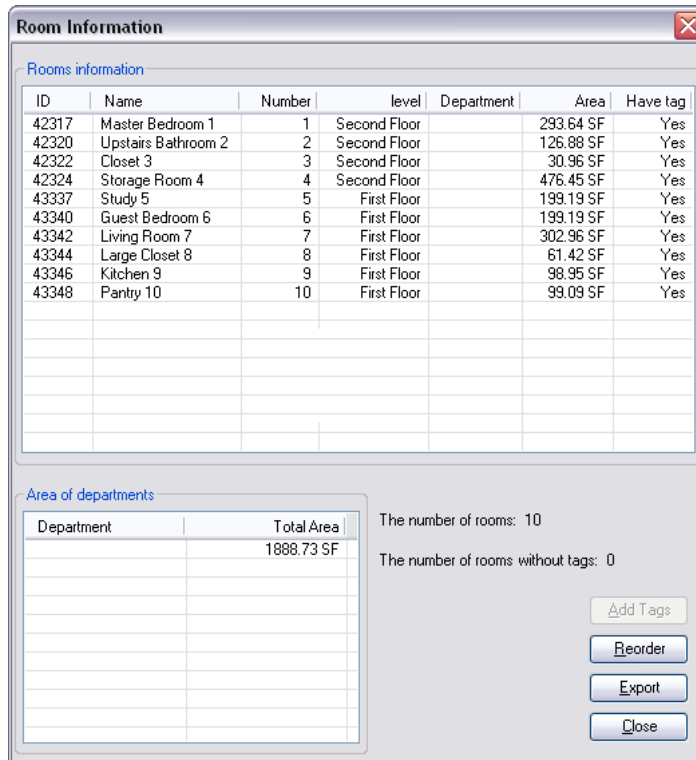 Room Information
Rooms information
ID Name Number level Department Area Have tag
42317 Master Bedroom 1 1 Second Floor 293.64 SF Yes
42320 Upstairs Bathroom 2 2 Second Floor 126.88 SF Yes
42322 Closet 3 3 Second Floor 30.96 SF Yes
42324 Storage Room 4 4 Second Floor 476.45 SF Yes
43337 Study 5 5 First Floor 199.19 SF Yes
43340 Guest Bedroom 6 6 First Floor 199.19 SF Yes
43342 Living Room 7 7 First Floor 302.96 SF Yes
43344 Large Closet 8 8 First Floor 61.42 SF Yes
43346 Kitchen 9 9 First Floor 98.95 SF Yes
43348 Pantry 10 10 First Floor 99.09 SF Yes
Area of departments
Department Total Area
1888.73 SF
The number of rooms: 10
The number of rooms without tags: 0
Add Tags
Reorder
Export
Close